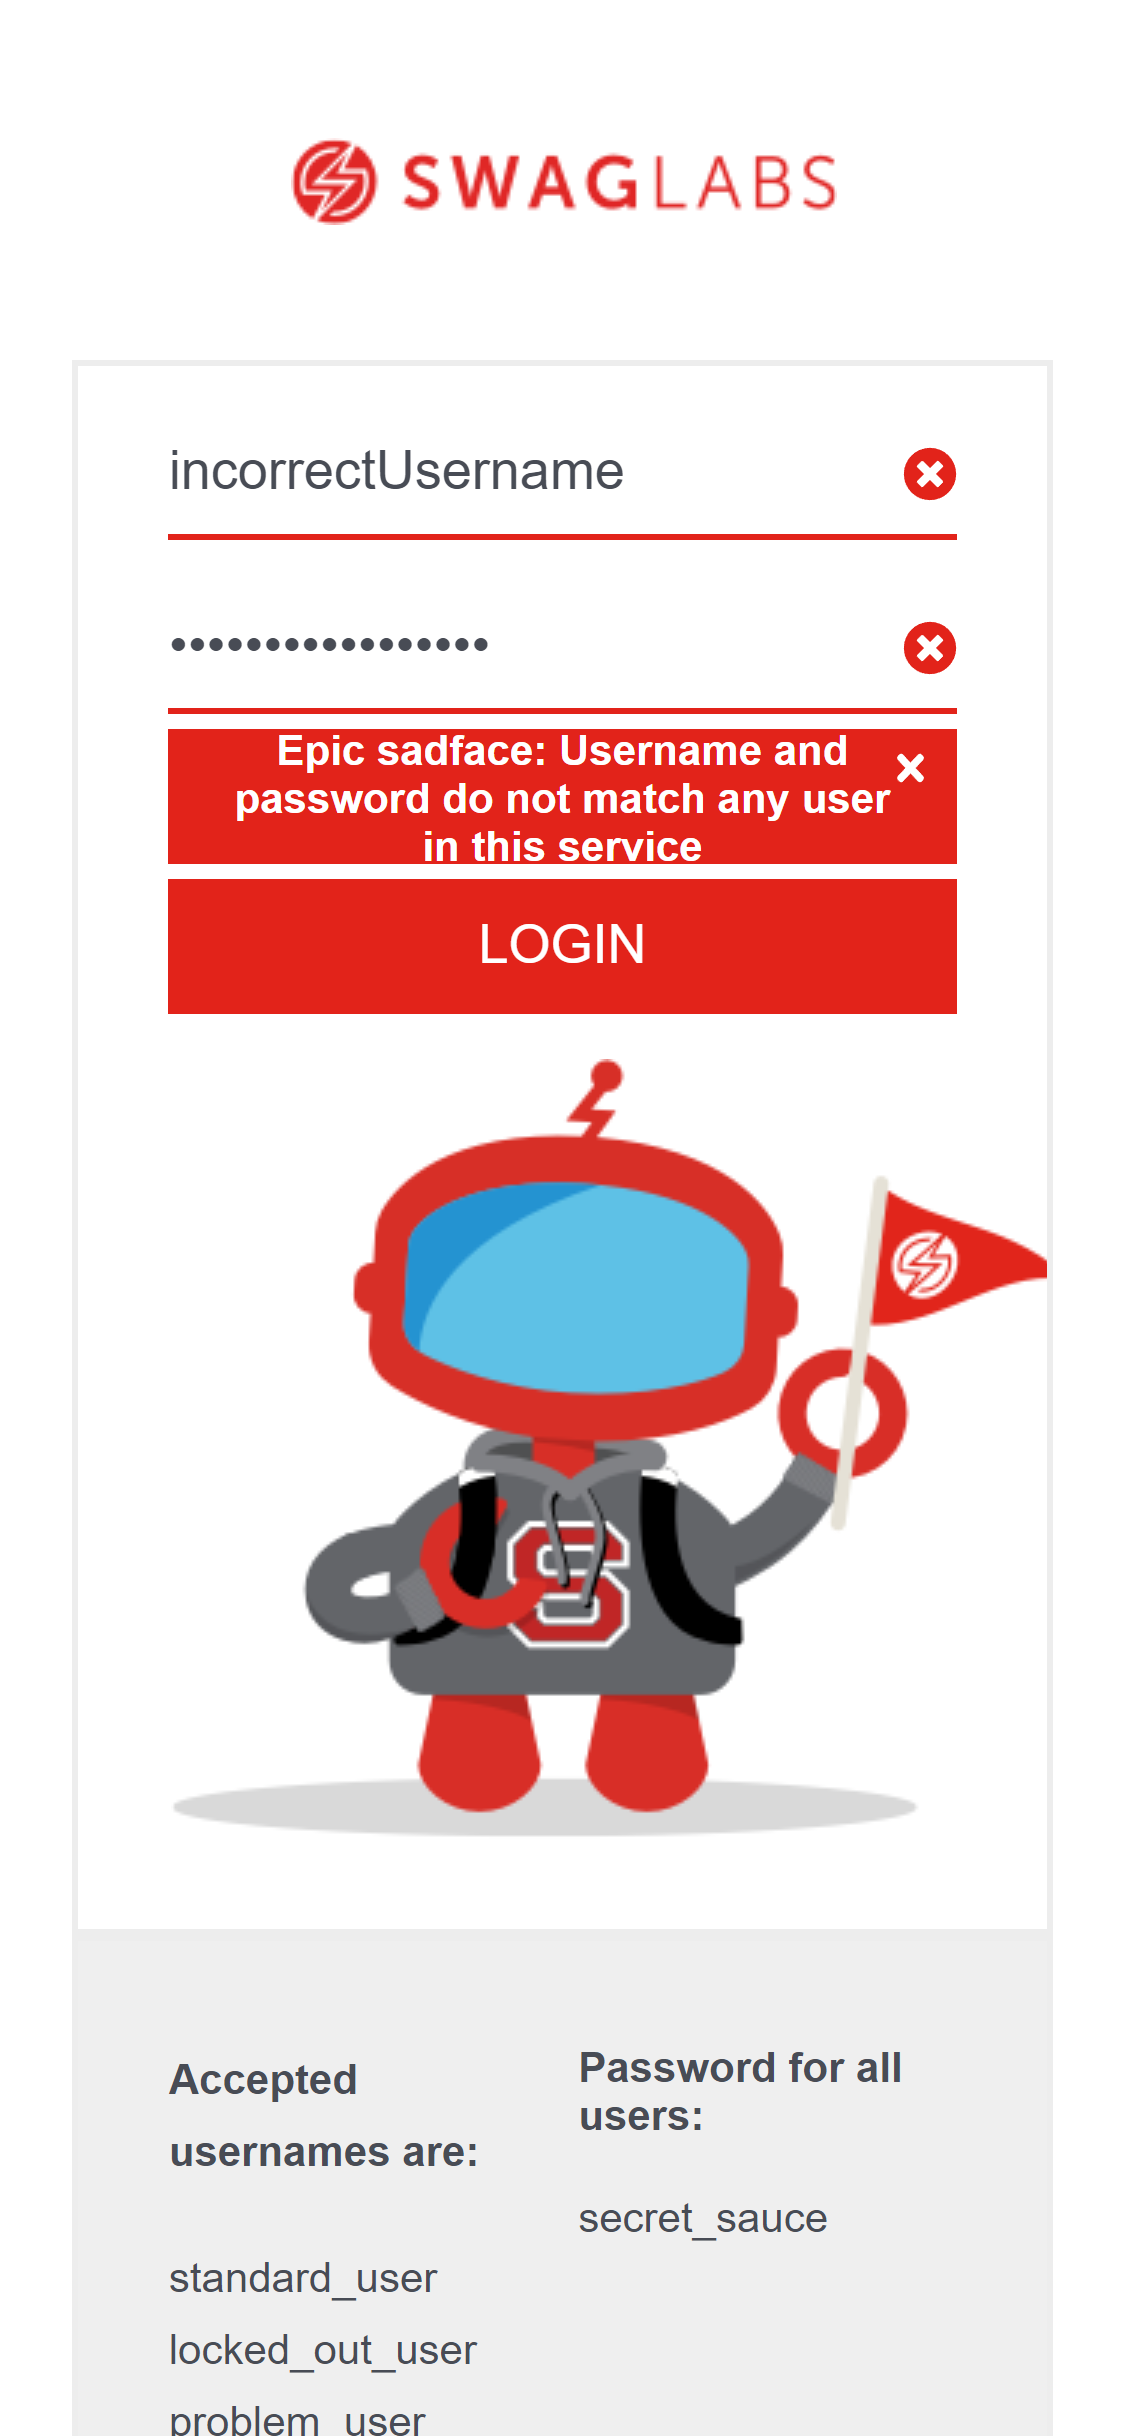 SWAGLABS
incorrectUsername
•••••••••••••••••
Epic sadface: Username and
password do not match any user
in this service
LOGIN
S
Accepted
usernames are:
standard_user
locked_out_user
problem_user
Password for all
users:
secret_sauce